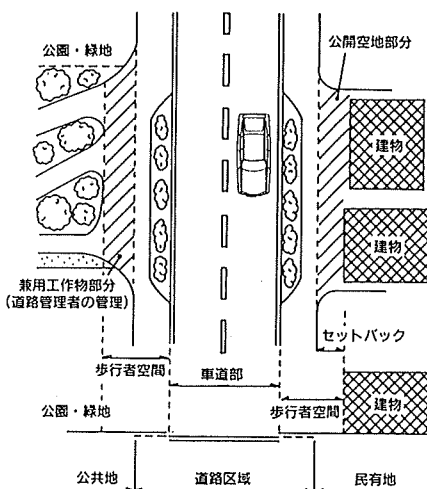 公園・緑地
公開空地部分
建物
建物
兼用工作物部分
(道路管理者の管理)
セットバック
歩行者空間
車道部
公園・緑地
歩行者空間
建物
公共地
道路区域
民有地